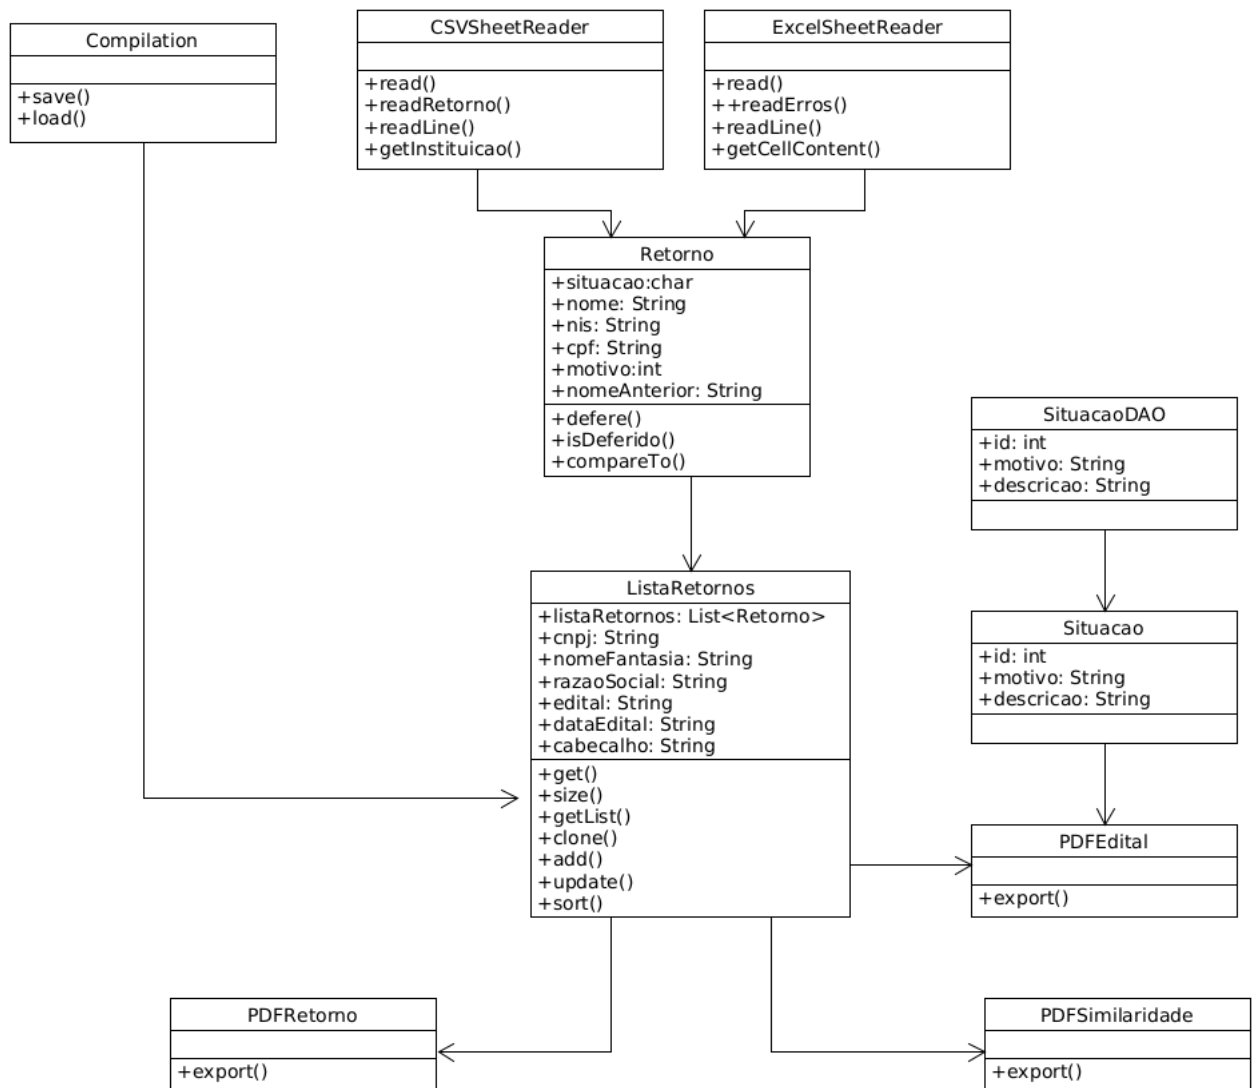 Compilation
+save()
+load()
CSVSheetReader
+read()
+readRetorno()
+readLine()
+getInstituicao()
ExcelSheetReader
+read()
++readErros()
+readLine()
+getCellContent()
Retorno
+situacao:char
+nome: String
+nis: String
+cpf: String
+motivo:int
+nomeAnterior: String
+defere()
+isDeferido()
+compareTo()
SituacaoDAO
+id: int
+motivo: String
+descricao: String
ListaRetornos
+listaRetornos: List<Retorno>
+cnpj: String
+nomeFantasia: String
+razaoSocial: String
+edital: String
+dataEdital: String
+cabecalho: String
+get()
+size()
+getList()
+clone()
+add()
+update()
+sort()
Situacao
+id: int
+motivo: String
+descricao: String
PDFEdital
+export()
PDFRetorno
+export()
PDFSimilaridade
+export()